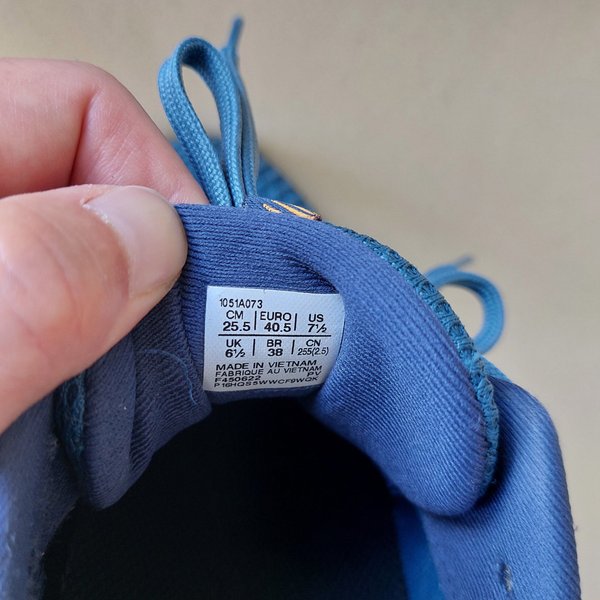 1051A073
CM EURO US
25.5 40.5 7½
UK BR CN
6½ 38 255(2.5)
MADE IN VIETNAM
FABRIQUE AU VIETNAM
F450622 PV
P16HQS5WWCF9WQK